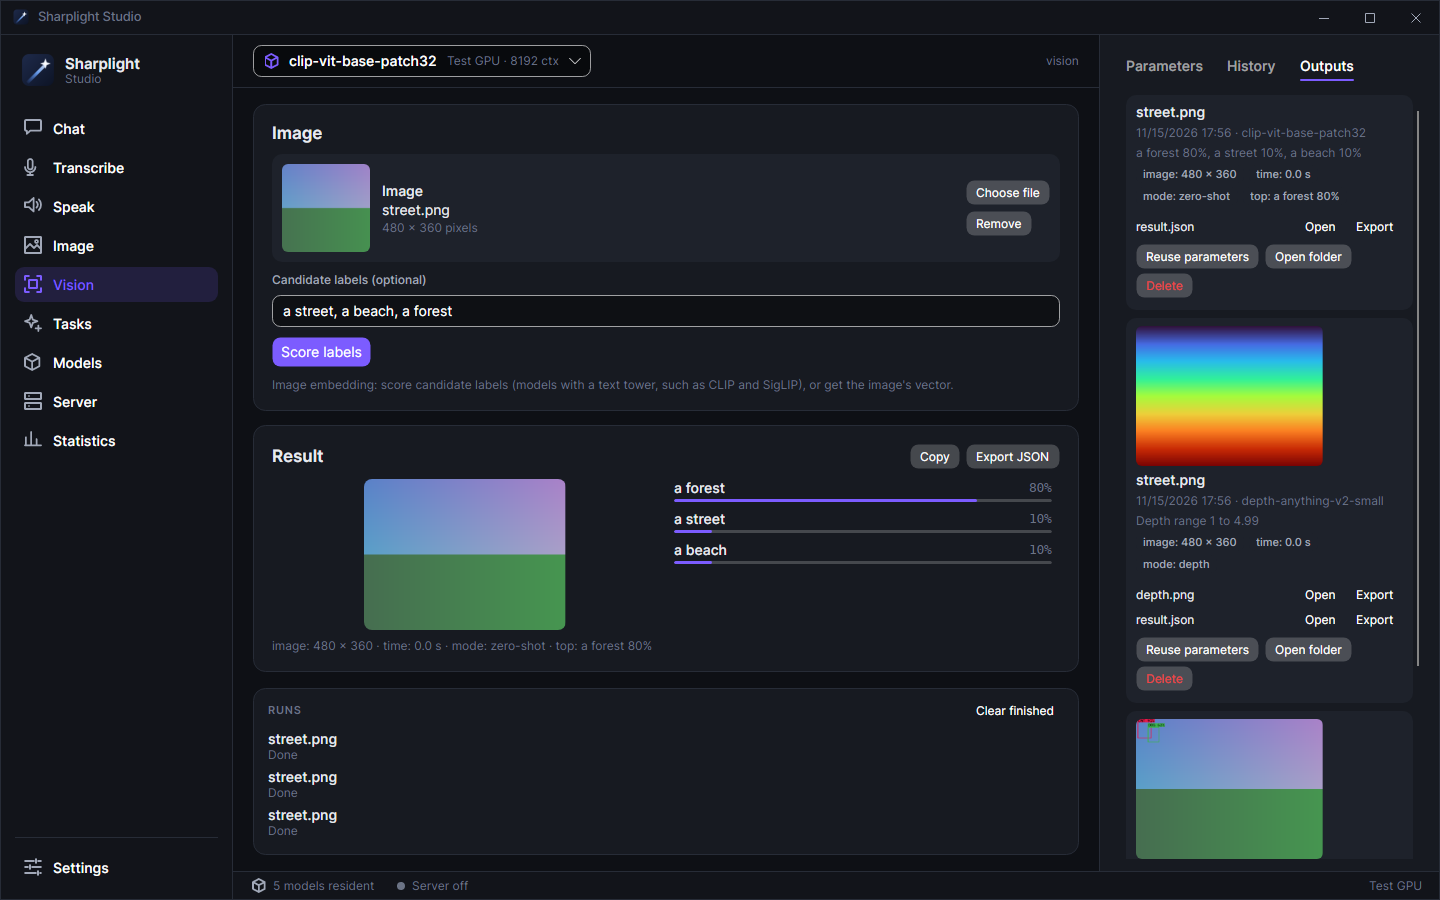 Sharplight Studio
Sharplight
Studio
Chat
Transcribe
Speak
Image
Vision
Tasks
Models
Server
Statistics
Settings
clip-vit-base-patch32 Test GPU · 8192 ctx
vision
Image
Image
street.png
480 × 360 pixels
Choose file
Remove
Candidate labels (optional)
a street, a beach, a forest
Score labels
Image embedding: score candidate labels (models with a text tower, such as CLIP and SigLIP), or get the image's vector.
Result
Copy Export JSON
a forest 80%
a street 10%
a beach 10%
image: 480 × 360 · time: 0.0 s · mode: zero-shot · top: a forest 80%
RUNS
Clear finished
street.png
Done
street.png
Done
street.png
Done
Parameters History Outputs
street.png
11/15/2026 17:56 · clip-vit-base-patch32
a forest 80%, a street 10%, a beach 10%
image: 480 × 360 time: 0.0 s
mode: zero-shot top: a forest 80%
result.json Open Export
Reuse parameters Open folder
Delete
street.png
11/15/2026 17:56 · depth-anything-v2-small
Depth range 1 to 4.99
image: 480 × 360 time: 0.0 s
mode: depth
depth.png Open Export
result.json Open Export
Reuse parameters Open folder
Delete
5 models resident Server off
Test GPU